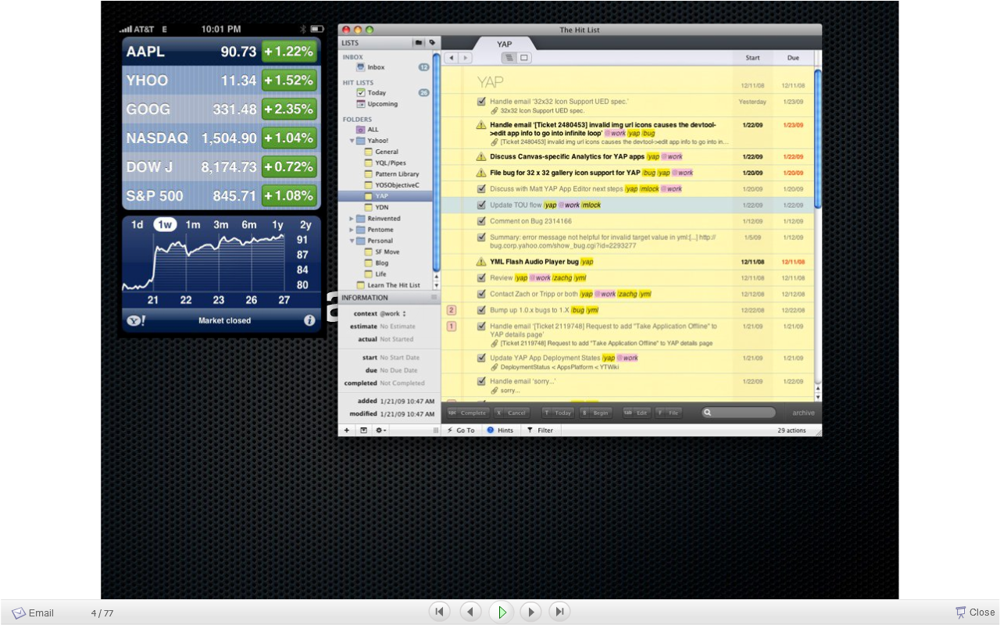 AT&T E 10:01 PM
AAPL 90.73 +1.22%
YHOO 11.34 +1.52%
GOOG 331.48 +2.35%
NASDAQ 1,504.90 +1.04%
DOW J 8,174.73 +0.72%
S&P 500 845.71 +1.08%
1d 1w 1m 3m 6m 1y 2y
91
87
84
80
21 22 23 26 27
Y! Market closed
a
The Hit List
LISTS
INBOX
Inbox 12
HIT LISTS
Today 26
Upcoming
FOLDERS
ALL
Yahoo!
General
YQL/Pipes
Pattern Library
YOSObjectiveC
YAP
YDN
Reinvented
Pentome
Personal
SF Move
Blog
Life
Learn The Hit List
INFORMATION
context @work
estimate No Estimate
actual Not Started
start No Start Date
due No Due Date
completed Not Completed
added 1/21/09 10:47 AM
modified 1/21/09 10:47 AM
YAP
Start Due
YAP 12/11/08 12/11/08
Handle email '32x32 Icon Support UED spec.' Yesterday 1/23/09
32x32 Icon Support UED spec.
Handle email '[Ticket 2480453] invalid img url icons causes the devtool- 1/22/09 1/23/09
>edit app info to go into infinite loop' @work /yap /bug
[Ticket 2480453] invalid img url icons causes the devtool->edit app info to go into in...
Discuss Canvas-specific Analytics for YAP apps /yap @work 1/22/09 1/22/09
File bug for 32 x 32 gallery icon support for YAP /bug /yap @work 1/20/09 1/20/09
Discuss with Matt YAP App Editor next steps /yap /mlock @work 1/20/09 1/20/09
Update TOU flow /yap @work /mlock 1/22/09 1/22/09
Comment on Bug 2314166 1/12/09 1/12/09
Summary: error message not helpful for invalid target value in yml:[...] http:// 1/5/09 1/12/09
bug.corp.yahoo.com/show_bug.cgi?id=2293277
YML Flash Audio Player bug /yap 12/11/08 12/11/08
Review /yap @work /zachg /yml 12/11/08 12/11/08
Contact Zach or Tripp or both /yap @work /zachg /yml 12/12/08 12/12/08
2 Bump up 1.0.x bugs to 1.X /bug /yml 12/22/08 12/22/08
1 Handle email '[Ticket 2119748] Request to add "Take Application Offline" to 1/21/09 1/21/09
YAP details page'
[Ticket 2119748] Request to add "Take Application Offline" to YAP details page
Update YAP App Deployment States /yap @work 1/21/09 1/21/09
DeploymentStatus < AppsPlatform < YTWiki
Handle email 'sorry...' 1/22/09 1/22/09
sorry...
Complete X Cancel T Today B Begin tab Edit F File archive
Go To Hints Filter 29 actions
Email 4 / 77 Close